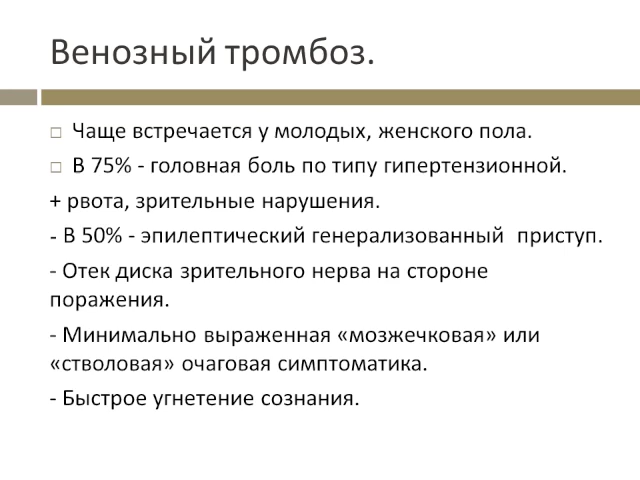 Венозный тромбоз.
Чаще встречается у молодых, женского пола.
В 75% - головная боль по типу гипертензионной.
+ рвота, зрительные нарушения.
- В 50% - эпилептический генерализованный  приступ.
- Отек диска зрительного нерва на стороне
поражения.
- Минимально выраженная «мозжечковая» или
«стволовая» очаговая симптоматика.
- Быстрое угнетение сознания.